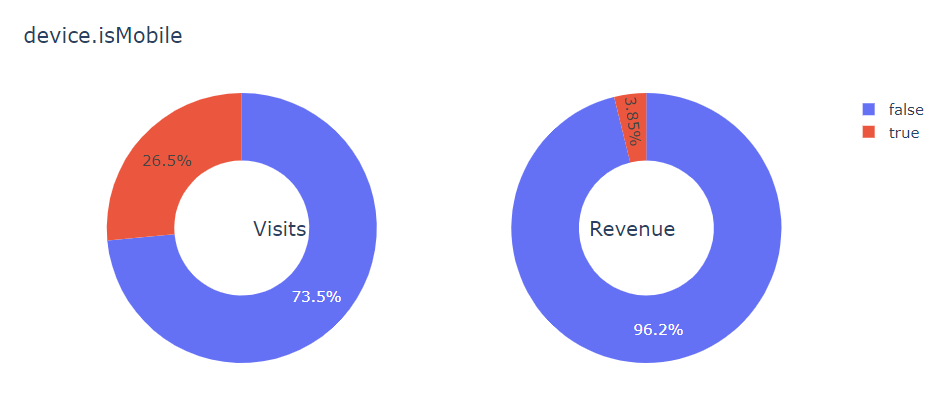 device.isMobile
false
true
3.85%
26.5%
Visits
Revenue
73.5%
96.2%